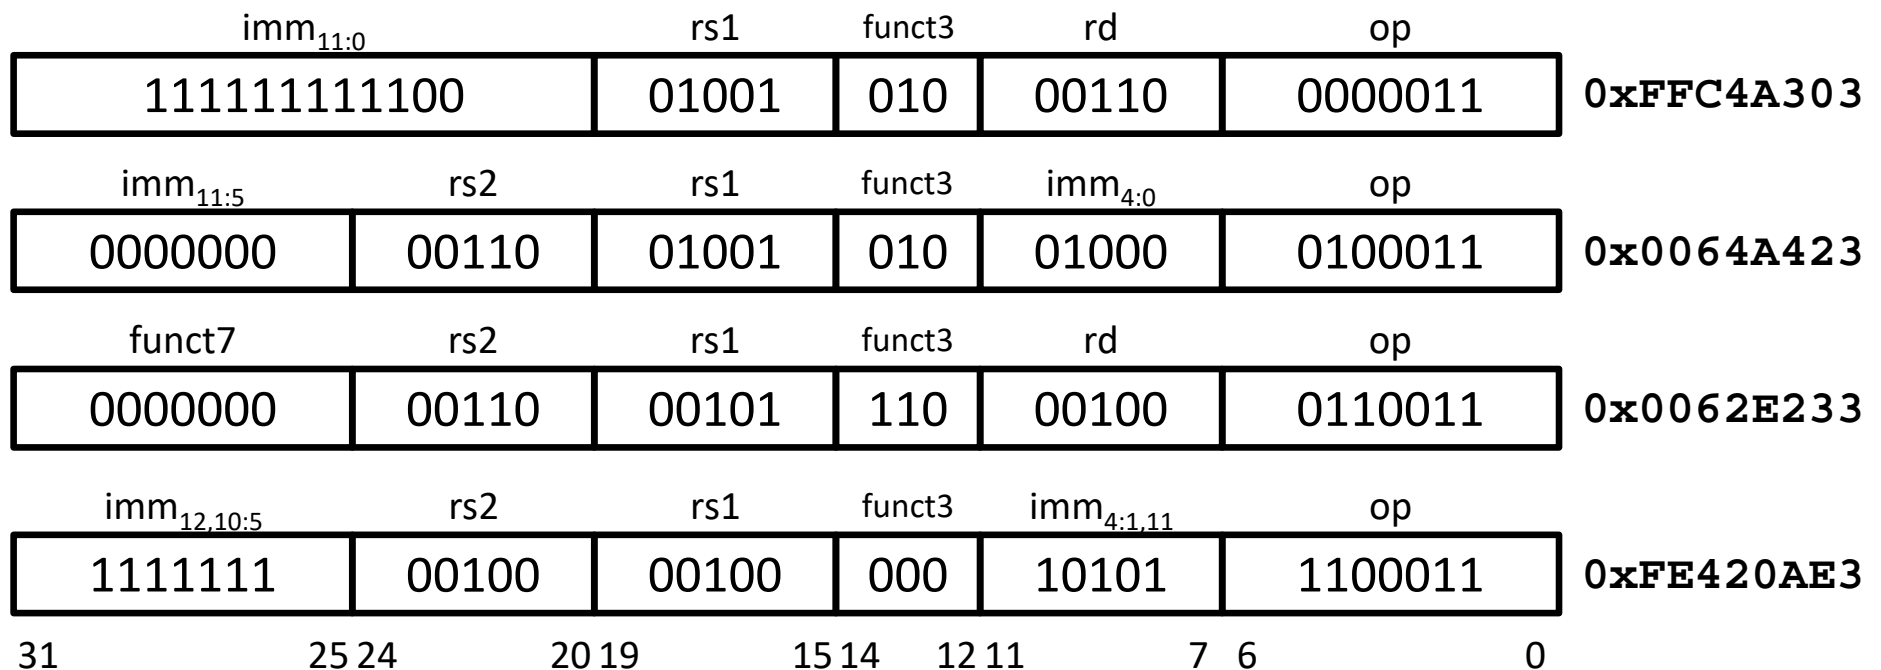 imm11:0 rs1 funct3 rd op
111111111100 01001 010 00110 0000011 0xFFC4A303
imm11:5 rs2 rs1 funct3 imm4:0 op
0000000 00110 01001 010 01000 0100011 0x0064A423
funct7 rs2 rs1 funct3 rd op
0000000 00110 00101 110 00100 0110011 0x0062E233
imm12,10:5 rs2 rs1 funct3 imm4:1,11 op
1111111 00100 00100 000 10101 1100011 0xFE420AE3
31 25 24 20 19 15 14 12 11 7 6 0